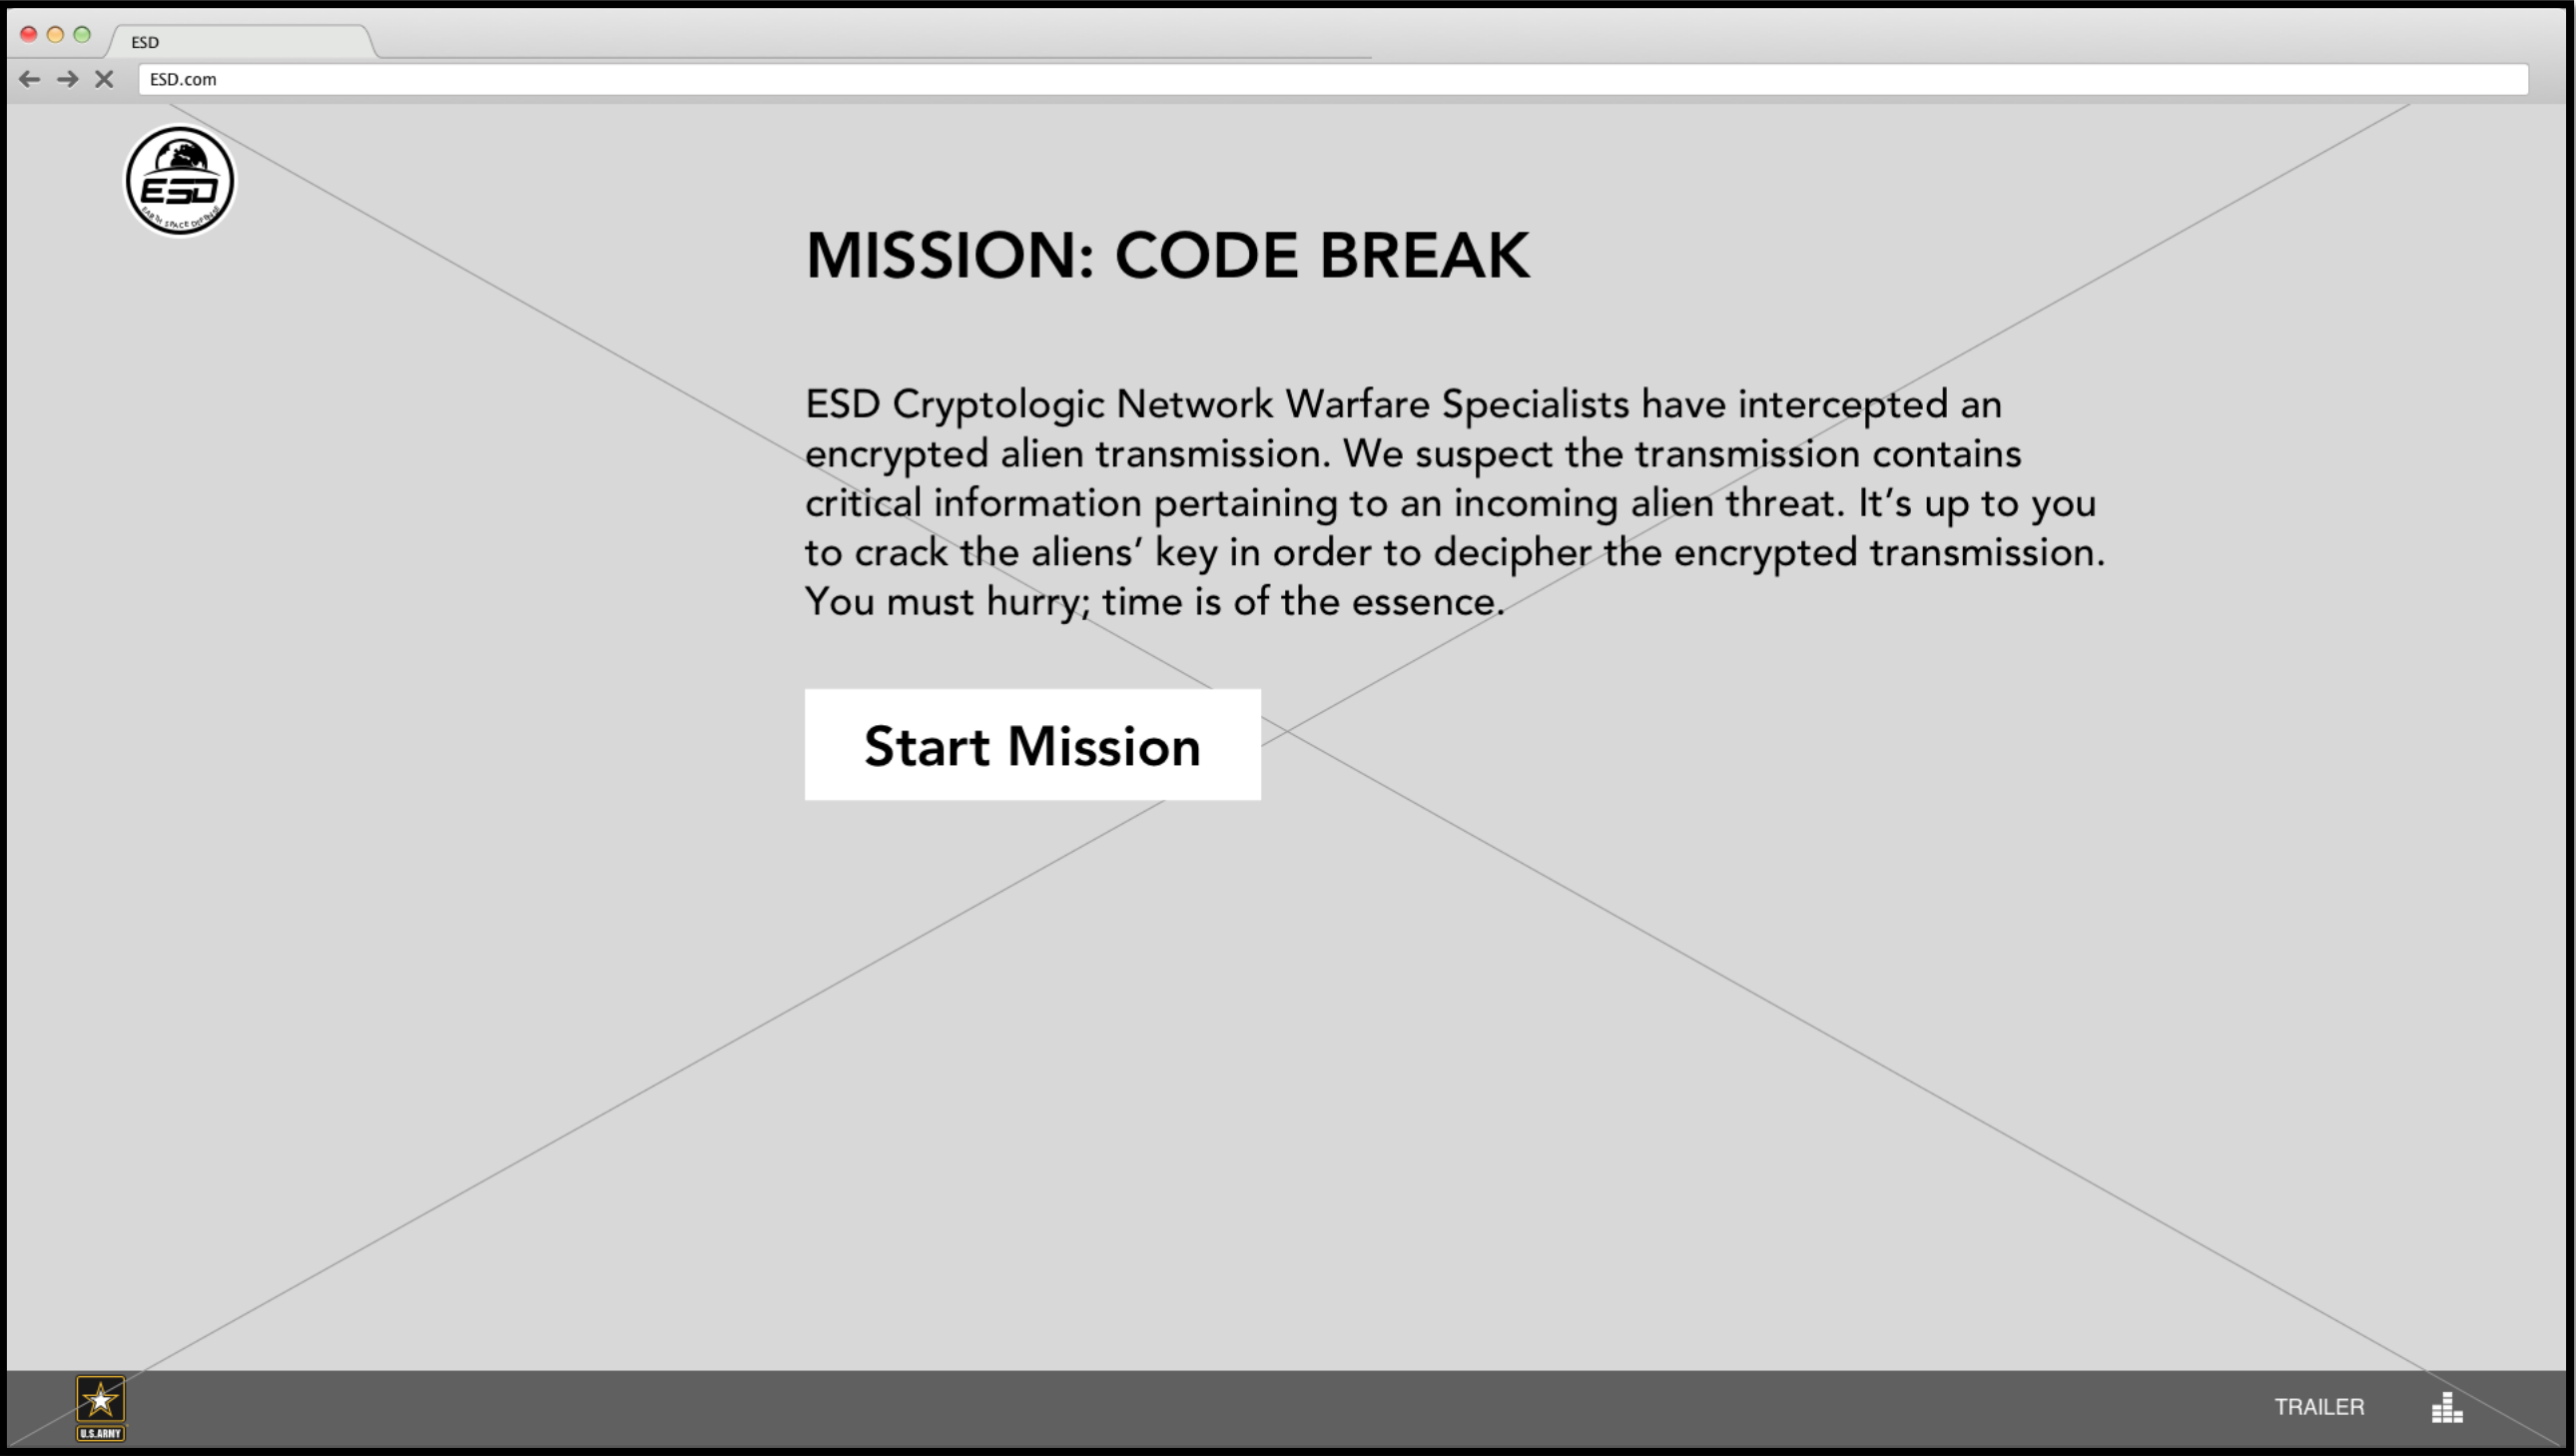 ESD
ESD.com
ESD
EARTH SPACE DEFENSE
MISSION: CODE BREAK
ESD Cryptologic Network Warfare Specialists have intercepted an
encrypted alien transmission. We suspect the transmission contains
critical information pertaining to an incoming alien threat. It’s up to you
to crack the aliens’ key in order to decipher the encrypted transmission.
You must hurry; time is of the essence.
Start Mission
U.S.ARMY
TRAILER